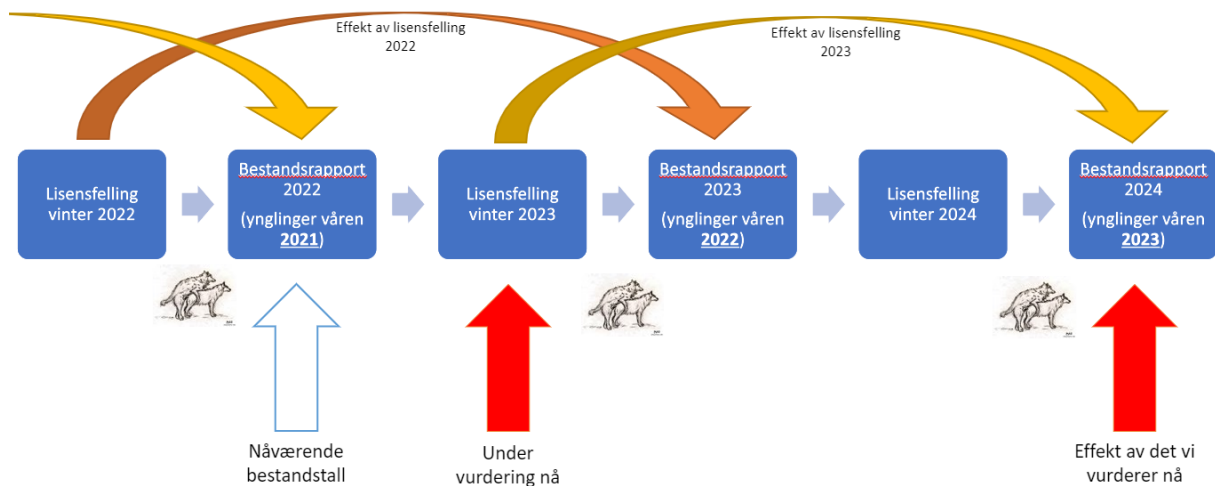 Effekt av lisensfelling
2022
Effekt av lisensfelling
2023
Lisensfelling
vinter 2022
Bestandsrapport
2022
(ynglinger våren
2021)
Lisensfelling
vinter 2023
Bestandsrapport
2023
(ynglinger våren
2022)
Lisensfelling
vinter 2024
Bestandsrapport
2024
(ynglinger våren
2023)
Nåværende
bestandstall
Under
vurdering nå
Effekt av det vi
vurderer nå